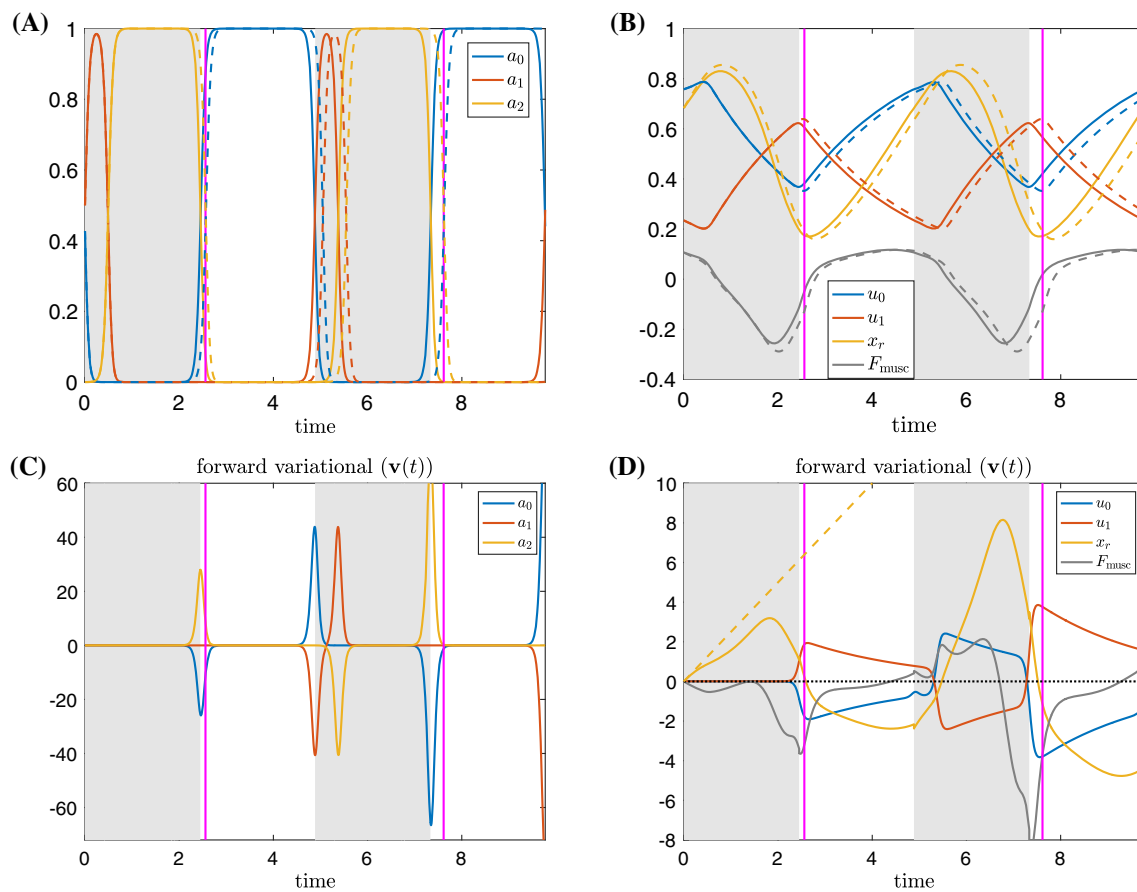 (A)
1
0.8
0.6
0.4
0.2
0
0 2 4 6 8
time
a₀
a₁
a₂
(B)
1
0.8
0.6
0.4
0.2
0
-0.2
-0.4
0 2 4 6 8
time
u₀
u₁
xᵣ
F_musc
(C)
forward variational (v(t))
60
40
20
0
-20
-40
-60
0 2 4 6 8
time
a₀
a₁
a₂
(D)
forward variational (v(t))
10
8
6
4
2
0
-2
-4
-6
-8
0 2 4 6 8
time
u₀
u₁
xᵣ
F_musc